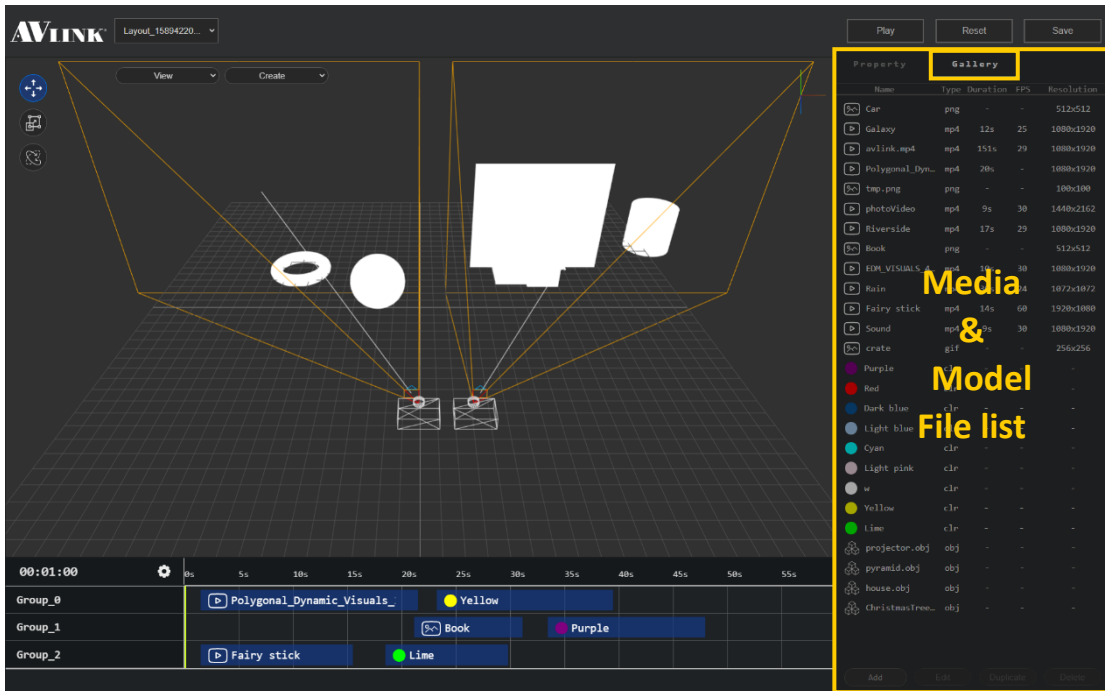 AVLINK Layout_15894220... Play Reset Save
View Create
Property Gallery
Name Type Duration FPS Resolution
Car png - - 512x512
Galaxy mp4 12s 25 1080x1920
avlink.mp4 mp4 151s 29 1080x1920
Polygonal_Dyn… mp4 20s - 1080x1920
tmp.png png - - 100x100
photoVideo mp4 9s 30 1440x2162
Riverside mp4 17s 29 1080x1920
Book png - - 512x512
EDM_VISUALS_4… mp4 30 1080x1920
Rain 1072x1072
Fairy stick mp4 14s 60 1920x1080
Sound mp4 9s 30 1080x1920
crate gif - - 256x256
Purple clr - - -
Red - - -
Dark blue clr - - -
Light blue - - -
Cyan clr - - -
Light pink clr - - -
w clr - - -
Yellow clr - - -
Lime clr - - -
projector.obj obj - - -
pyramid.obj obj - - -
house.obj obj - - -
ChristmasTree… obj - - -
Media
&
Model
File list
Add Edit Duplicate Delete
00:01:00 0s 5s 10s 15s 20s 25s 30s 35s 40s 45s 50s 55s
Group_0 Polygonal_Dynamic_Visuals_ Yellow
Group_1 Book Purple
Group_2 Fairy stick Lime